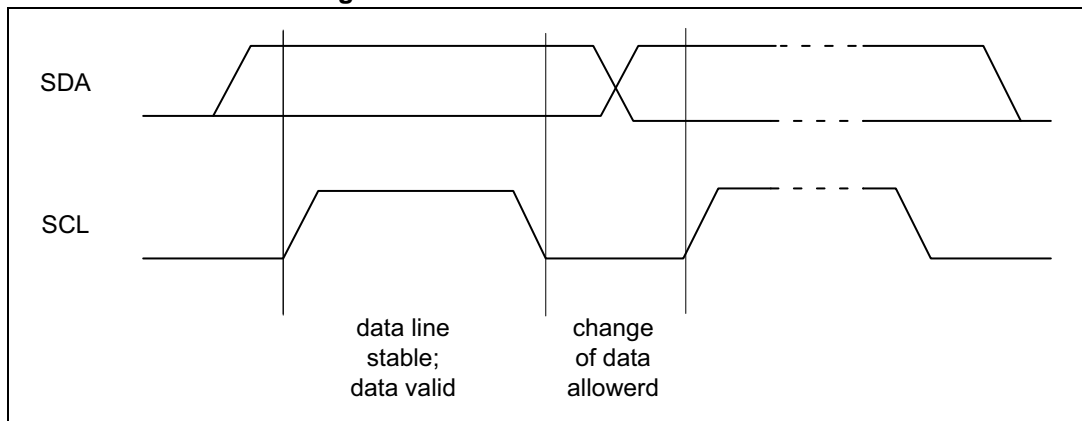 SDA
SCL
data line
stable;
data valid
change
of data
allowerd